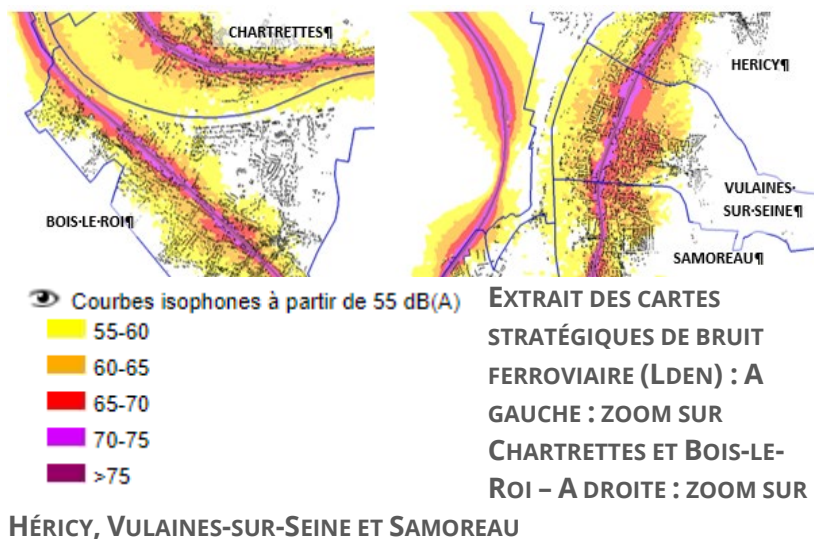 CHARTRETTES¶
HERICY¶
VULAINES·
SUR·SEINE¶
BOIS·LE·ROI¶
SAMOREAU¶
Courbes isophones à partir de 55 dB(A)
55-60
60-65
65-70
70-75
>75
EXTRAIT DES CARTES
STRATÉGIQUES DE BRUIT
FERROVIAIRE (LDEN) : A
GAUCHE : ZOOM SUR
CHARTRETTES ET BOIS-LE-
ROI – A DROITE : ZOOM SUR
HÉRICY, VULAINES-SUR-SEINE ET SAMOREAU